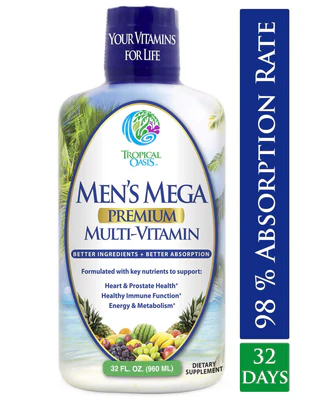 YOUR VITAMINS
FOR LIFE
TROPICAL
OASIS™
MEN'S MEGA
PREMIUM
MULTI-VITAMIN
BETTER INGREDIENTS + BETTER ABSORPTION
Formulated with key nutrients to support:
Heart & Prostate Health*
Healthy Immune Function*
Energy & Metabolism*
32 FL. OZ. (960 ML)
DIETARY
SUPPLEMENT
98 % ABSORPTION RATE
32
DAYS